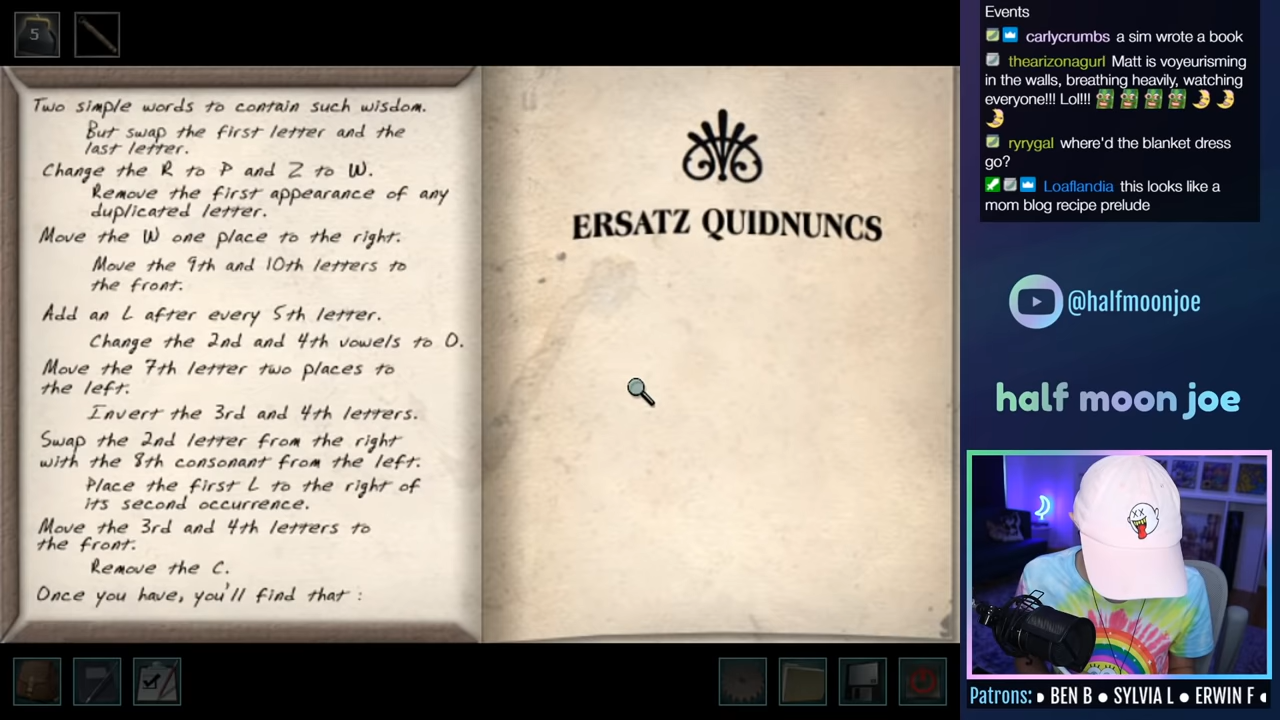 5
Two simple words to contain such wisdom.
But swap the first letter and the
last letter.
Change the R to P and Z to W.
Remove the first appearance of any
duplicated letter.
Move the W one place to the right.
Move the 9th and 10th letters to
the front.
Add an L after every 5th letter.
Change the 2nd and 4th vowels to O.
Move the 7th letter two places to
the left.
Invert the 3rd and 4th letters.
Swap the 2nd letter from the right
with the 8th consonant from the left.
Place the first L to the right of
its second occurrence.
Move the 3rd and 4th letters to
the front.
Remove the C.
Once you have, you'll find that :
ERSATZ QUIDNUNCS
Events
carlycrumbs a sim wrote a book
thearizonagurl Matt is voyeurisming
in the walls, breathing heavily, watching
everyone!!! Lol!!!
ryrygal where'd the blanket dress
go?
Loaflandia this looks like a
mom blog recipe prelude
@halfmoonjoe
half moon joe
Patrons: BEN B ● SYLVIA L ● ERWIN F